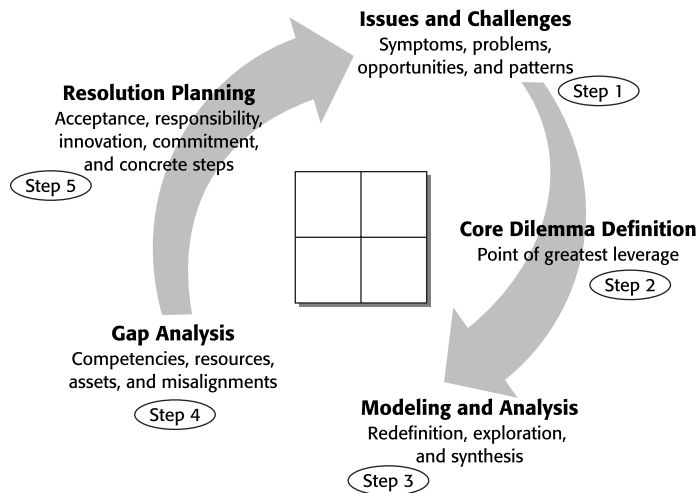 Issues and Challenges
Symptoms, problems,
opportunities, and patterns
Step 1
Core Dilemma Definition
Point of greatest leverage
Step 2
Modeling and Analysis
Redefinition, exploration,
and synthesis
Step 3
Gap Analysis
Competencies, resources,
assets, and misalignments
Step 4
Resolution Planning
Acceptance, responsibility,
innovation, commitment,
and concrete steps
Step 5